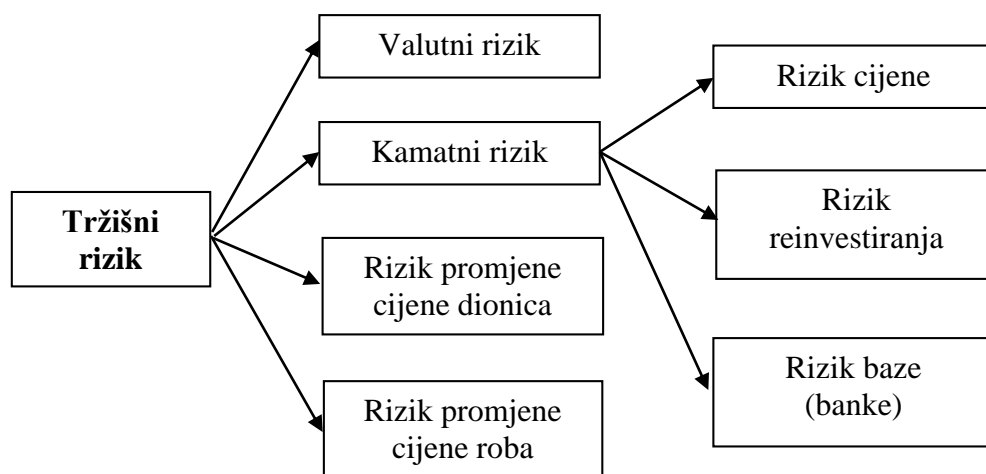 Tržišni
rizik
Valutni rizik
Kamatni rizik
Rizik promjene
cijene dionica
Rizik promjene
cijene roba
Rizik cijene
Rizik
reinvestiranja
Rizik baze
(banke)